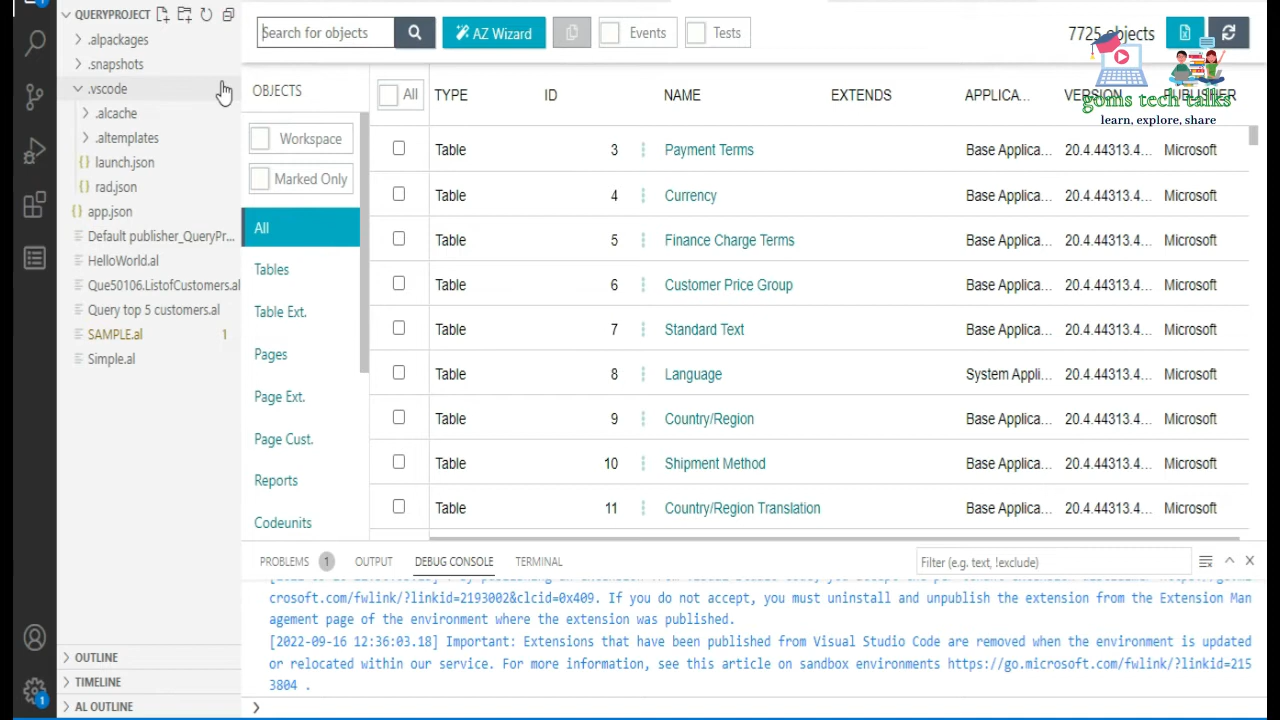 QUERYPROJECT
.alpackages
.snapshots
.vscode
.alcache
.altemplates
launch.json
rad.json
app.json
Default publisher_QueryPr...
HelloWorld.al
Que50106.ListofCustomers.al
Query top 5 customers.al
SAMPLE.al 1
Simple.al
OUTLINE
TIMELINE
AL OUTLINE
1
Search for objects
AZ Wizard
Events
Tests
7725 objects
goms tech talks
learn, explore, share
OBJECTS
Workspace
Marked Only
All
Tables
Table Ext.
Pages
Page Ext.
Page Cust.
Reports
Codeunits
All TYPE ID NAME EXTENDS APPLICA... VERSION PUBLISHER
Table 3 Payment Terms Base Applica... 20.4.44313.4... Microsoft
Table 4 Currency Base Applica... 20.4.44313.4... Microsoft
Table 5 Finance Charge Terms Base Applica... 20.4.44313.4... Microsoft
Table 6 Customer Price Group Base Applica... 20.4.44313.4... Microsoft
Table 7 Standard Text Base Applica... 20.4.44313.4... Microsoft
Table 8 Language System Appli... 20.4.44313.4... Microsoft
Table 9 Country/Region Base Applica... 20.4.44313.4... Microsoft
Table 10 Shipment Method Base Applica... 20.4.44313.4... Microsoft
Table 11 Country/Region Translation Base Applica... 20.4.44313.4... Microsoft
PROBLEMS 1 OUTPUT DEBUG CONSOLE TERMINAL
Filter (e.g. text, !exclude)
crosoft.com/fwlink/?linkid=2193002&clcid=0x409. If you do not accept, you must uninstall and unpublish the extension from the Extension Man
agement page of the environment where the extension was published.
[2022-09-16 12:36:03.18] Important: Extensions that have been published from Visual Studio Code are removed when the environment is updated
or relocated within our service. For more information, see this article on sandbox environments https://go.microsoft.com/fwlink/?linkid=215
3804 .